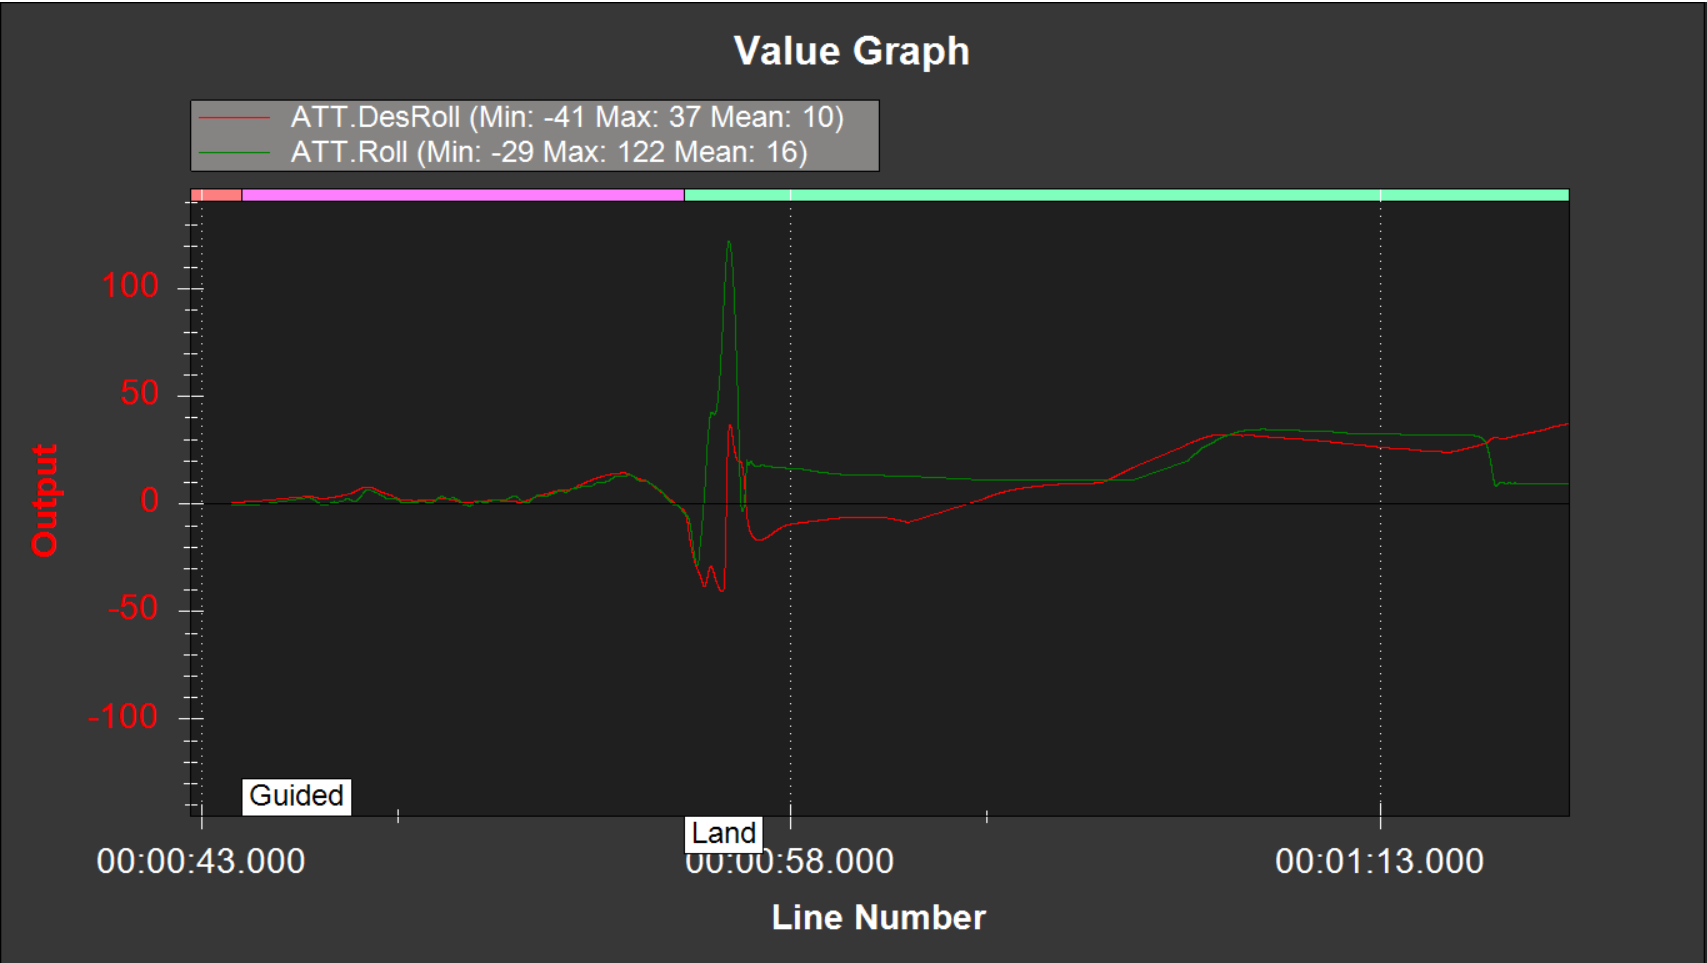 Value Graph
ATT.DesRoll (Min: -41 Max: 37 Mean: 10)
ATT.Roll (Min: -29 Max: 122 Mean: 16)
100
50
0
-50
-100
Output
Guided
Land
00:00:43.000
00:00:58.000
00:01:13.000
Line Number